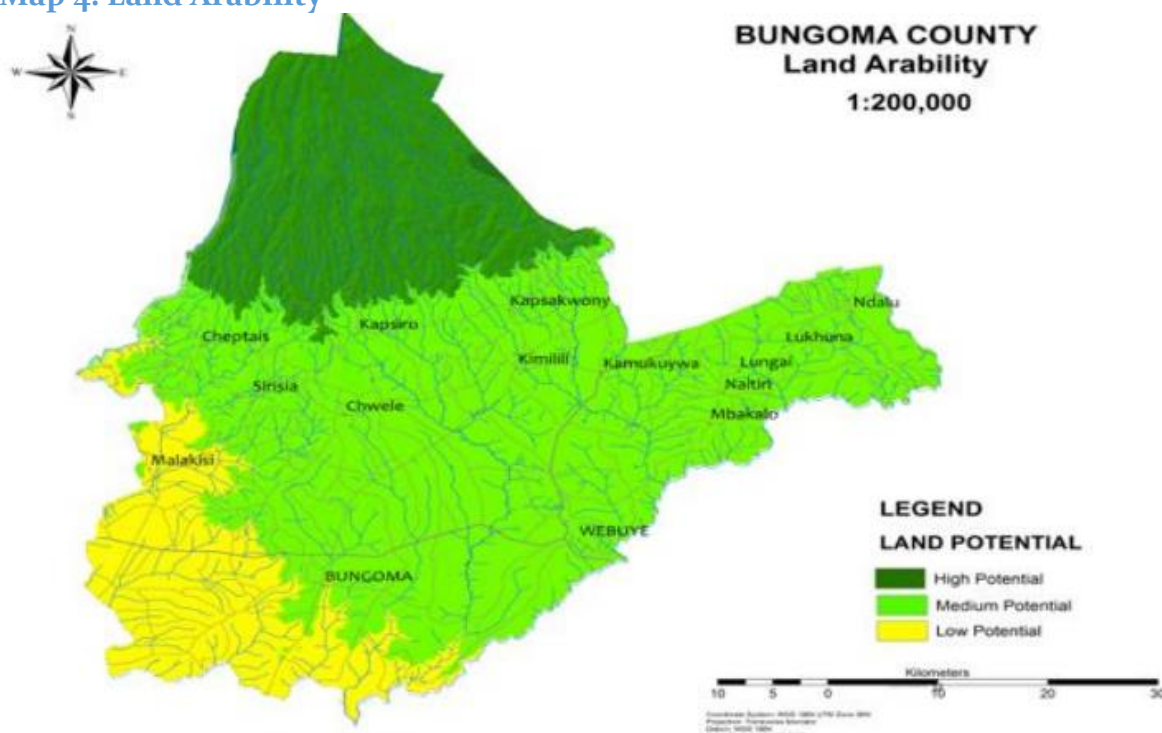 Map 4: Land Arability
BUNGOMA COUNTY
Land Arability
1:200,000
N
W
E
N
Kapsakwony
Ndalu
Cheptais
Kapsiro
Lukhuna
Kimilili
Kamukuywa
Lungai
Sirisia
Naltiri
Chwele
Mbakalo
Malakisi
LEGEND
WEBUYE
LAND POTENTIAL
BUNGOMA
High Potential
Medium Potential
Low Potential
Kilometers
10 5 0 10 20 30